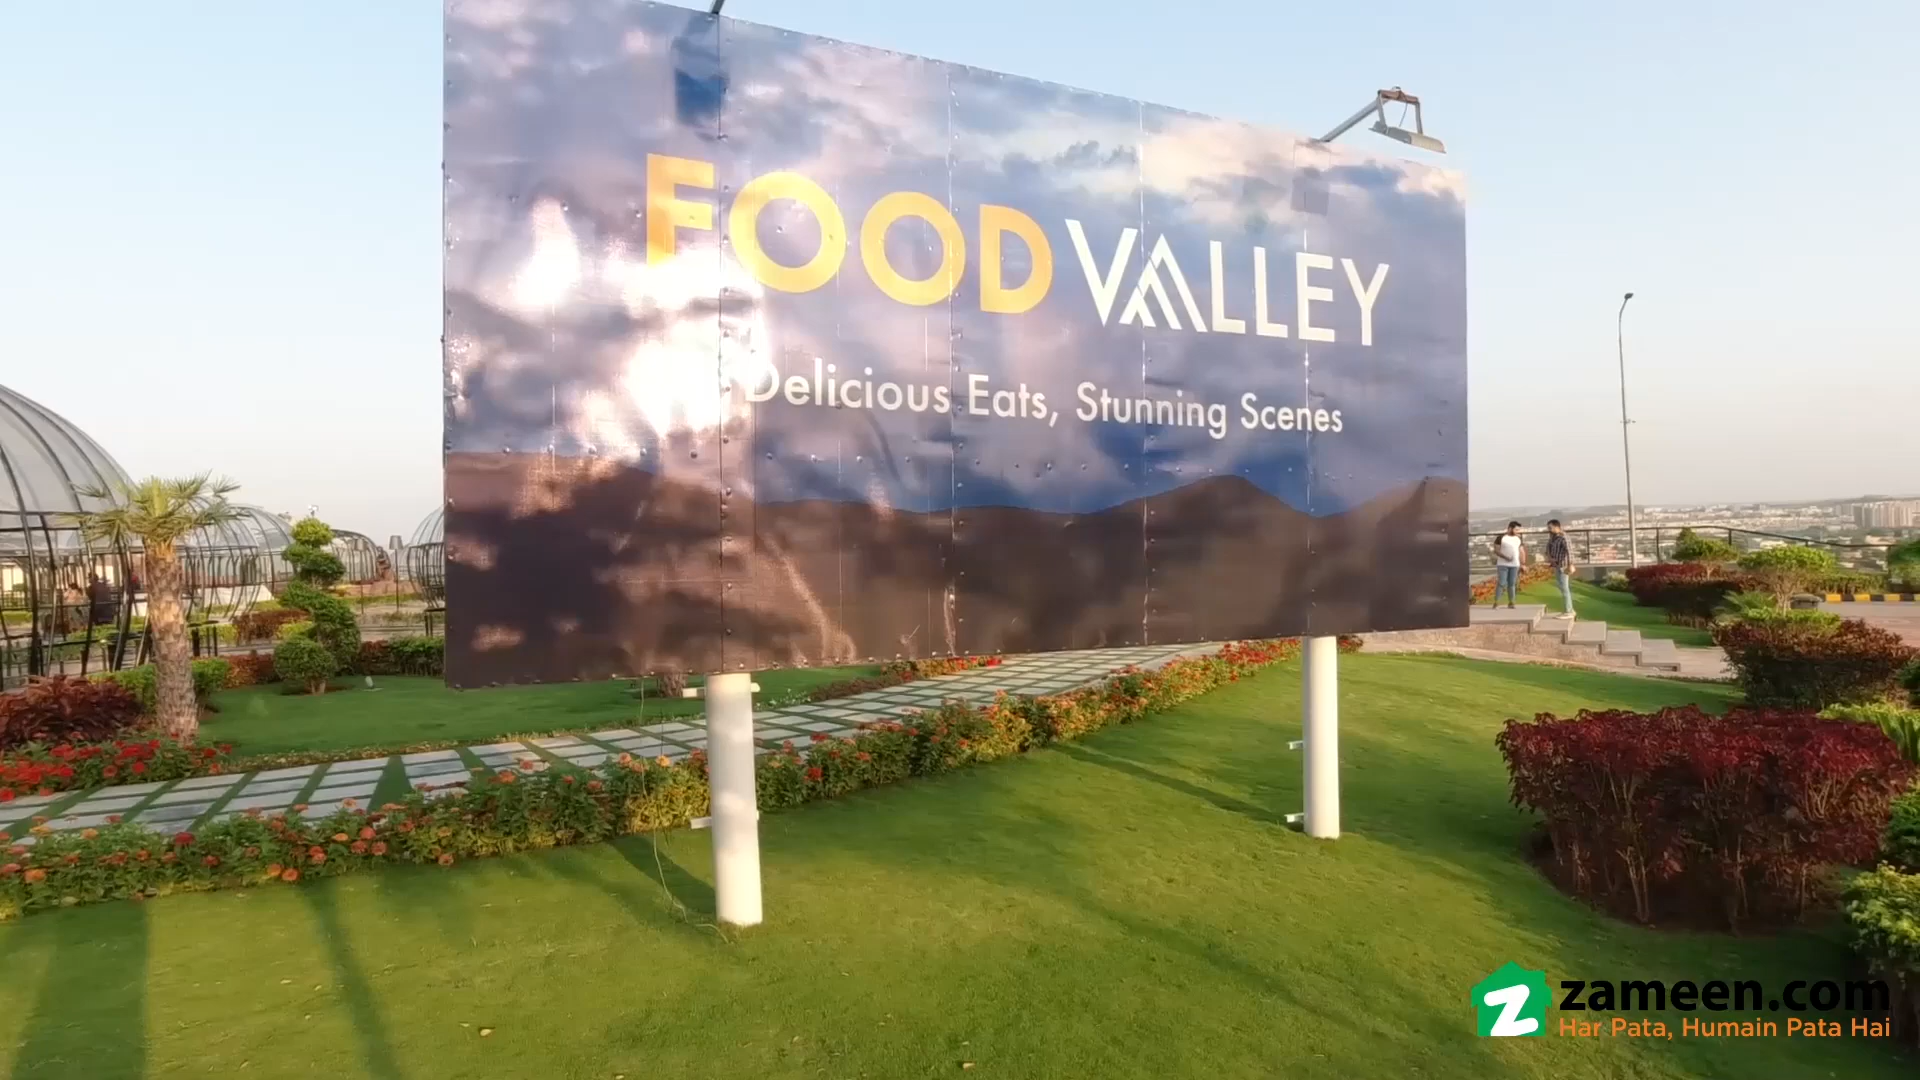 FOOD VALLEY
Delicious Eats, Stunning Scenes
zameen.com
Har Pata, Humain Pata Hai